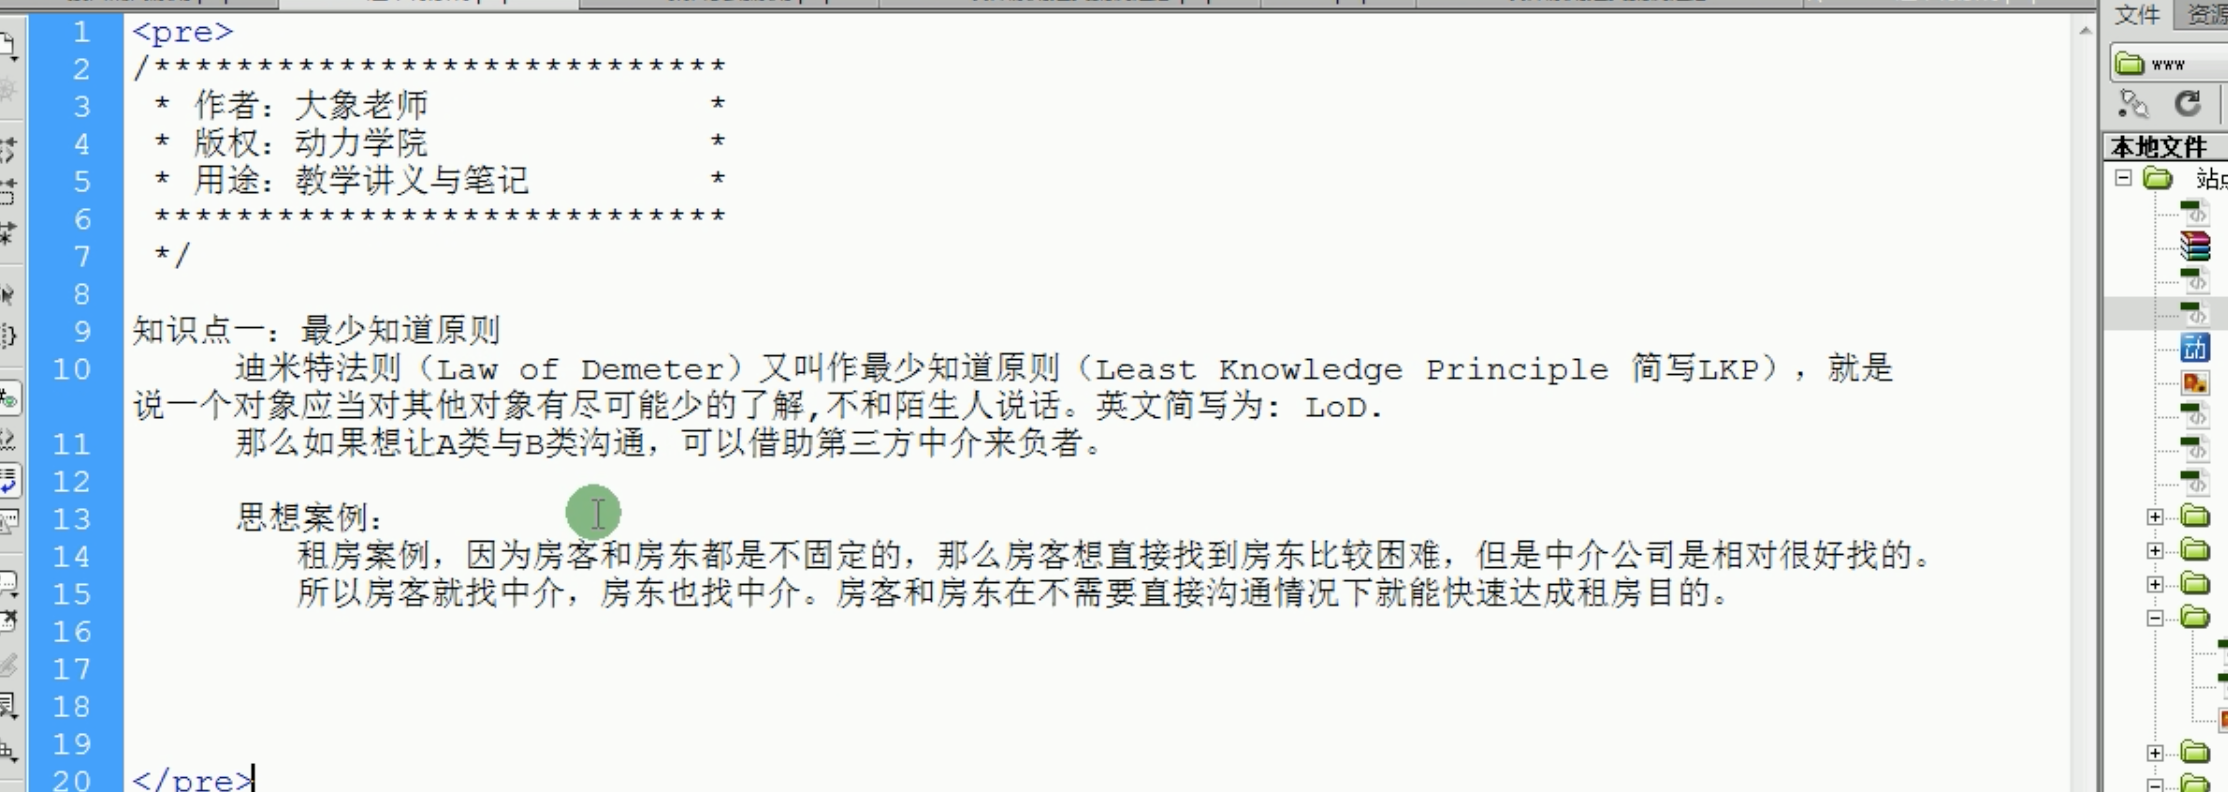 文件
资源
www
本地文件
1 <pre>
2 /****************************
3 * 作者：大象老师 *
4 * 版权：动力学院 *
5 * 用途：教学讲义与笔记 *
6 ****************************
7 */
8
9 知识点一：最少知道原则
10 迪米特法则（Law of Demeter）又叫作最少知道原则（Least Knowledge Principle 简写LKP），就是
说一个对象应当对其他对象有尽可能少的了解,不和陌生人说话。英文简写为: LoD.
11 那么如果想让A类与B类沟通，可以借助第三方中介来负者。
12
13 思想案例：
14 租房案例，因为房客和房东都是不固定的，那么房客想直接找到房东比较困难，但是中介公司是相对很好找的。
15 所以房客就找中介，房东也找中介。房客和房东在不需要直接沟通情况下就能快速达成租房目的。
16
17
18
19
20 </pre>
动